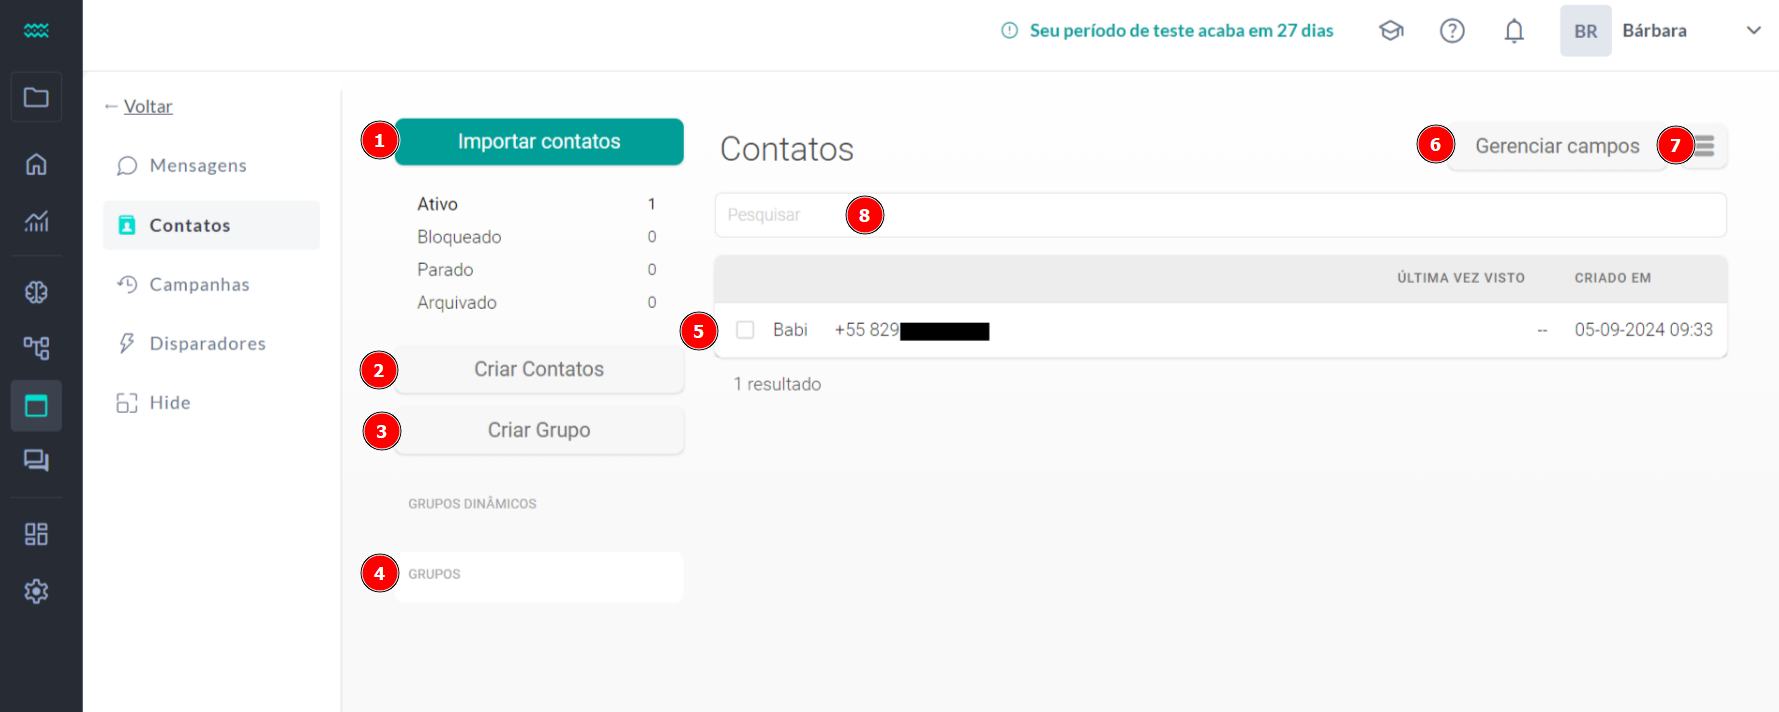 Seu período de teste acaba em 27 dias
BR
Bárbara
← Voltar
Mensagens
Contatos
Campanhas
Disparadores
Hide
1
Importar contatos
Ativo 1
Bloqueado 0
Parado 0
Arquivado 0
2
Criar Contatos
3
Criar Grupo
GRUPOS DINÂMICOS
4
GRUPOS
Contatos
6
Gerenciar campos
7
Pesquisar
8
ÚLTIMA VEZ VISTO CRIADO EM
5
Babi +55 829 -- 05-09-2024 09:33
1 resultado